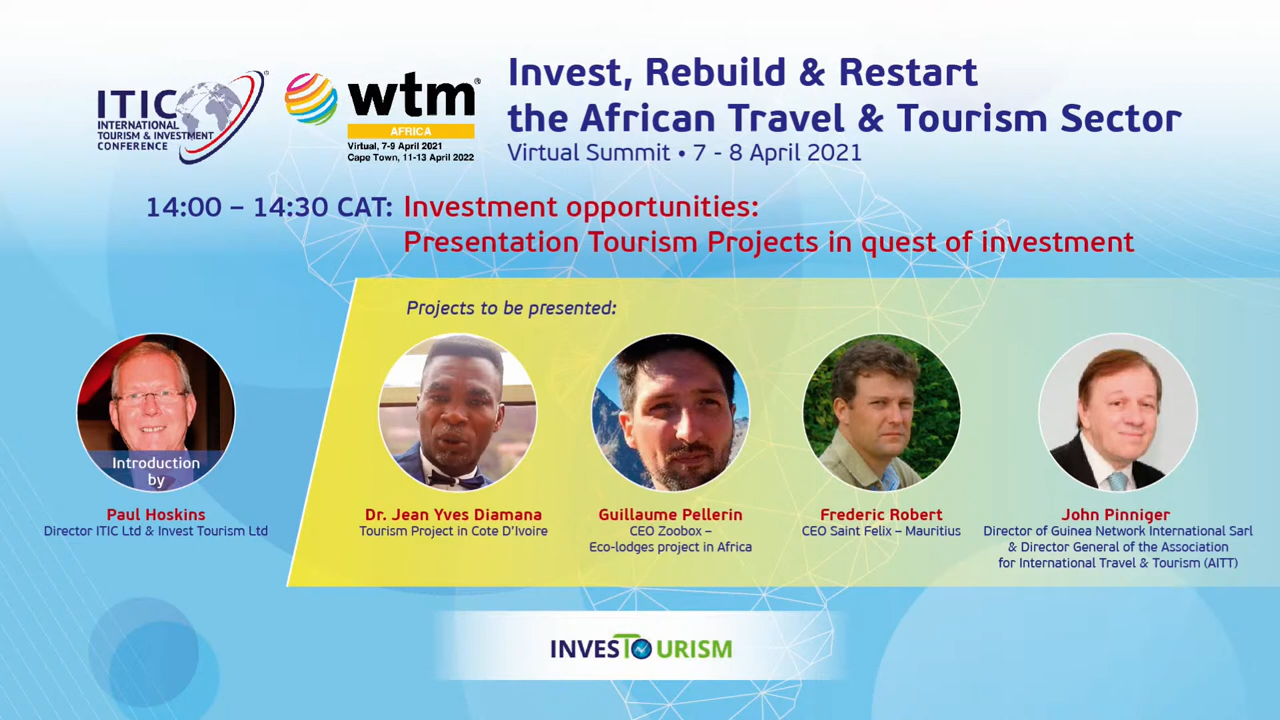 ITIC
INTERNATIONAL
TOURISM & INVESTMENT
CONFERENCE
®
wtm®
AFRICA
Virtual, 7-9 April 2021
Cape Town, 11-13 April 2022
Invest, Rebuild & Restart
the African Travel & Tourism Sector
Virtual Summit • 7 - 8 April 2021
14:00 – 14:30 CAT: Investment opportunities:
Presentation Tourism Projects in quest of investment
Projects to be presented:
Introduction
by
Paul Hoskins
Director ITIC Ltd & Invest Tourism Ltd
Dr. Jean Yves Diamana
Tourism Project in Cote D'Ivoire
Guillaume Pellerin
CEO Zoobox –
Eco-lodges project in Africa
Frederic Robert
CEO Saint Felix – Mauritius
John Pinniger
Director of Guinea Network International Sarl
& Director General of the Association
for International Travel & Tourism (AITT)
INVESTOURISM